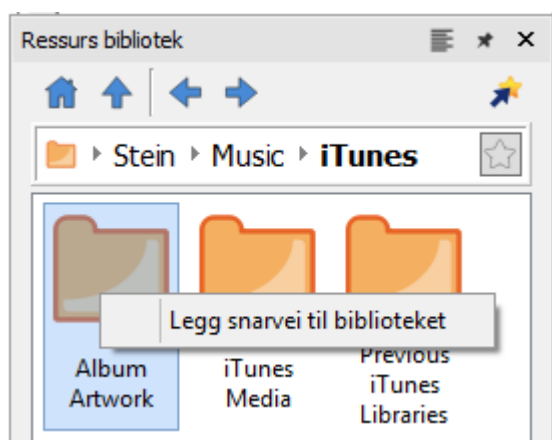 Ressurs bibliotek
Stein Music iTunes
Legg snarvei til biblioteket
Album
Artwork
iTunes
Media
Previous
iTunes
Libraries